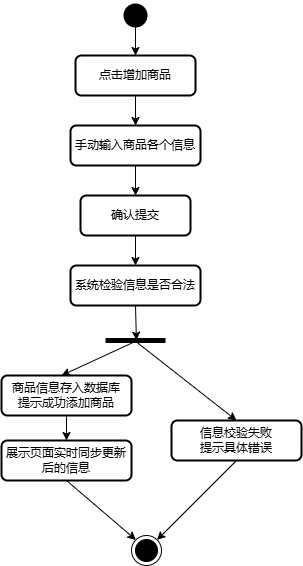 点击增加商品
手动输入商品各个信息
确认提交
系统检验信息是否合法
商品信息存入数据库
提示成功添加商品
展示页面实时同步更新
后的信息
信息校验失败
提示具体错误